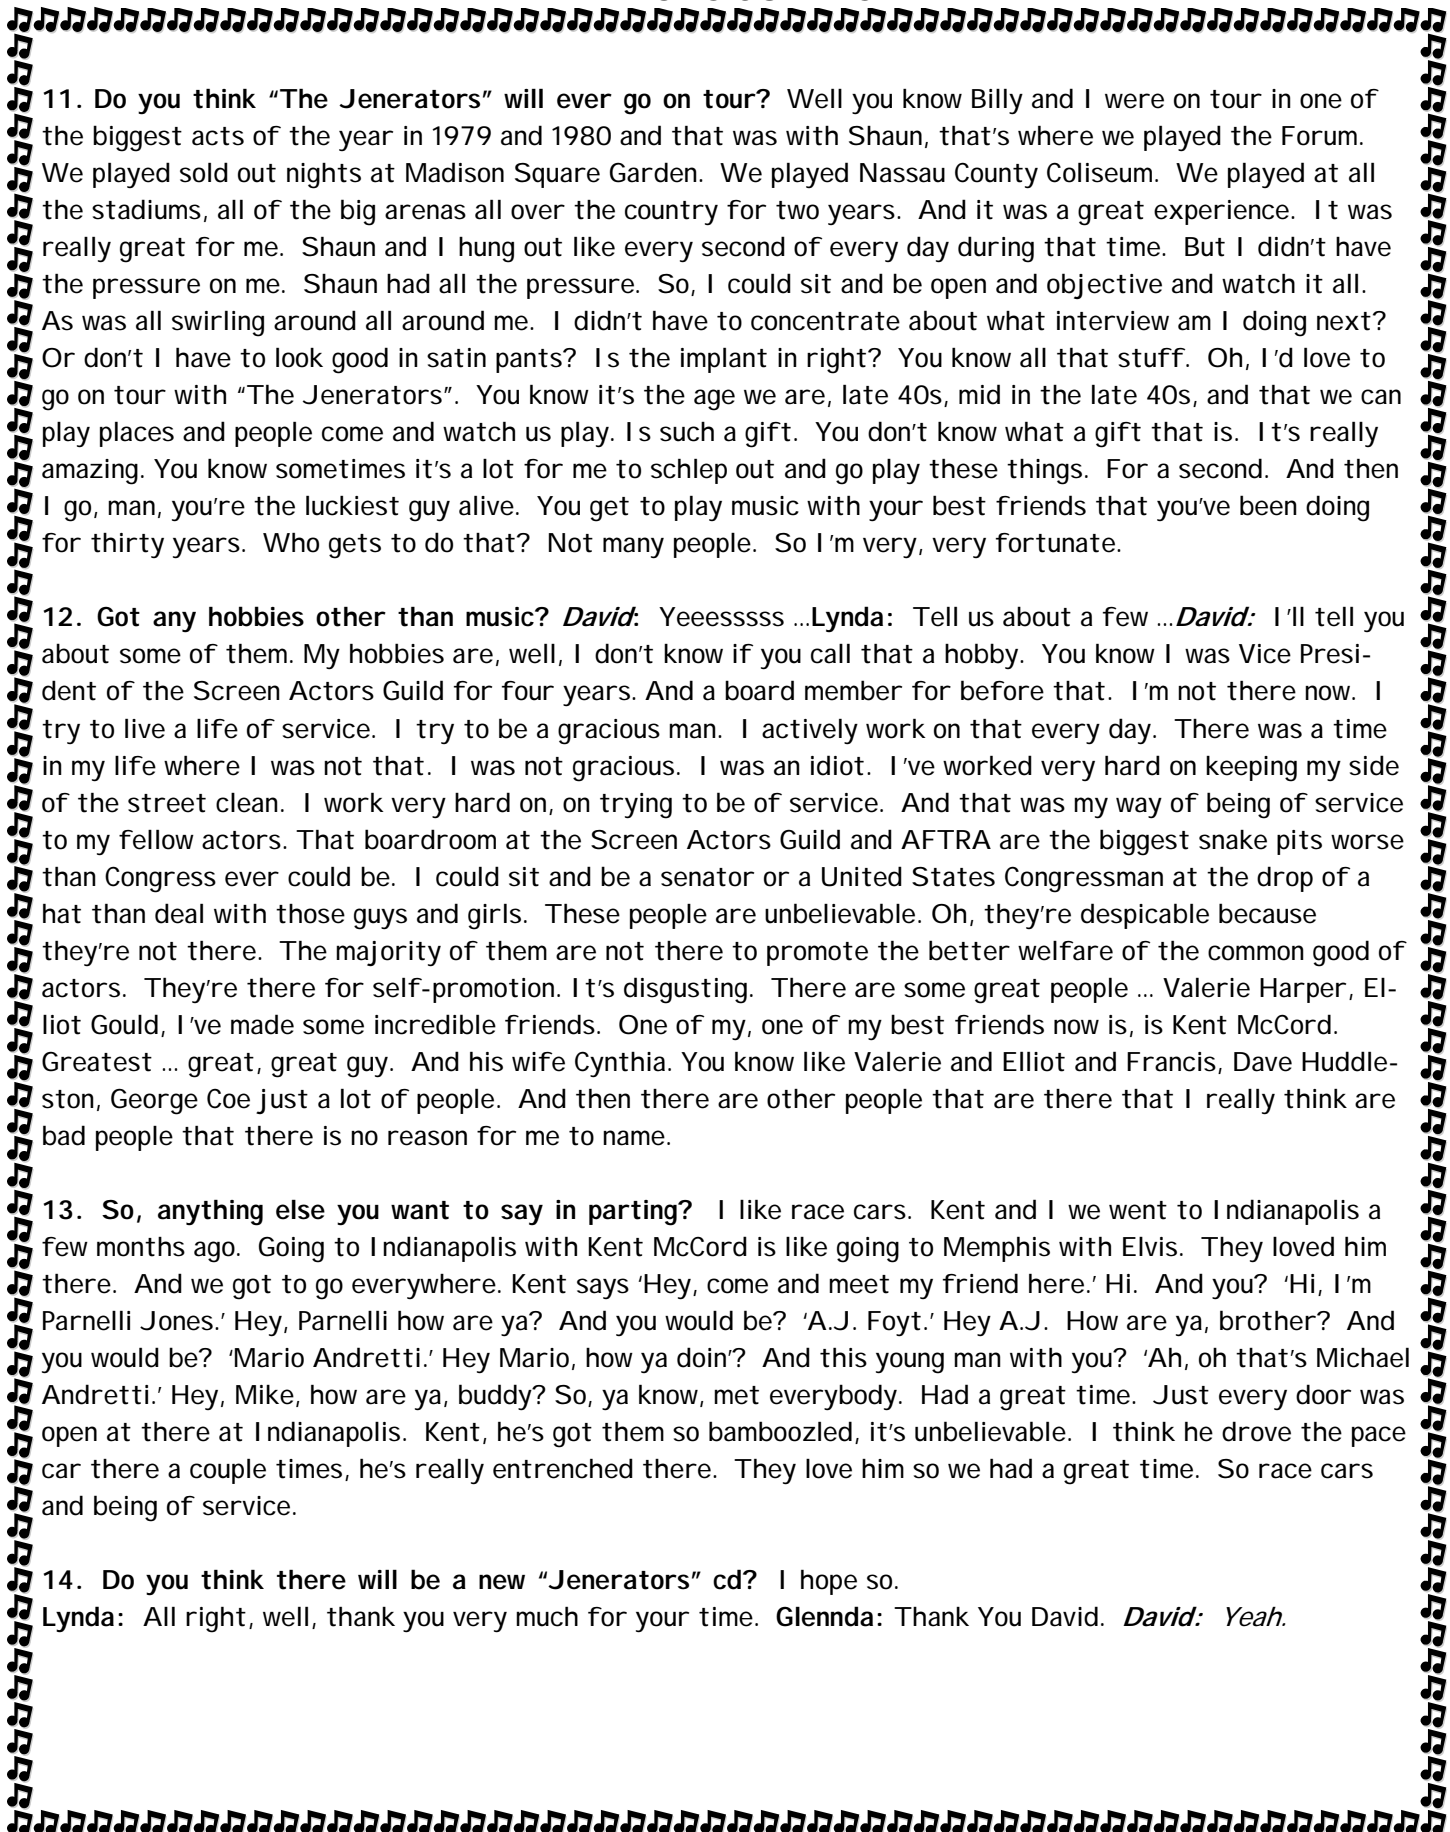 11. Do you think “The Jenerators” will ever go on tour? Well you know Billy and I were on tour in one of
the biggest acts of the year in 1979 and 1980 and that was with Shaun, that’s where we played the Forum.
We played sold out nights at Madison Square Garden. We played Nassau County Coliseum. We played at all
the stadiums, all of the big arenas all over the country for two years. And it was a great experience. It was
really great for me. Shaun and I hung out like every second of every day during that time. But I didn’t have
the pressure on me. Shaun had all the pressure. So, I could sit and be open and objective and watch it all.
As was all swirling around all around me. I didn’t have to concentrate about what interview am I doing next?
Or don’t I have to look good in satin pants? Is the implant in right? You know all that stuff. Oh, I’d love to
go on tour with “The Jenerators”. You know it’s the age we are, late 40s, mid in the late 40s, and that we can
play places and people come and watch us play. Is such a gift. You don’t know what a gift that is. It’s really
amazing. You know sometimes it’s a lot for me to schlep out and go play these things. For a second. And then
I go, man, you’re the luckiest guy alive. You get to play music with your best friends that you’ve been doing
for thirty years. Who gets to do that? Not many people. So I’m very, very fortunate.
12. Got any hobbies other than music? David: Yeeesssss ...Lynda: Tell us about a few ...David: I’ll tell you
about some of them. My hobbies are, well, I don’t know if you call that a hobby. You know I was Vice Presi-
dent of the Screen Actors Guild for four years. And a board member for before that. I’m not there now. I
try to live a life of service. I try to be a gracious man. I actively work on that every day. There was a time
in my life where I was not that. I was not gracious. I was an idiot. I’ve worked very hard on keeping my side
of the street clean. I work very hard on, on trying to be of service. And that was my way of being of service
to my fellow actors. That boardroom at the Screen Actors Guild and AFTRA are the biggest snake pits worse
than Congress ever could be. I could sit and be a senator or a United States Congressman at the drop of a
hat than deal with those guys and girls. These people are unbelievable. Oh, they’re despicable because
they’re not there. The majority of them are not there to promote the better welfare of the common good of
actors. They’re there for self-promotion. It’s disgusting. There are some great people ... Valerie Harper, El-
liot Gould, I’ve made some incredible friends. One of my, one of my best friends now is, is Kent McCord.
Greatest ... great, great guy. And his wife Cynthia. You know like Valerie and Elliot and Francis, Dave Huddle-
ston, George Coe just a lot of people. And then there are other people that are there that I really think are
bad people that there is no reason for me to name.
13. So, anything else you want to say in parting? I like race cars. Kent and I we went to Indianapolis a
few months ago. Going to Indianapolis with Kent McCord is like going to Memphis with Elvis. They loved him
there. And we got to go everywhere. Kent says ‘Hey, come and meet my friend here.’ Hi. And you? ‘Hi, I’m
Parnelli Jones.’ Hey, Parnelli how are ya? And you would be? ‘A.J. Foyt.’ Hey A.J. How are ya, brother? And
you would be? ‘Mario Andretti.’ Hey Mario, how ya doin’? And this young man with you? ‘Ah, oh that’s Michael
Andretti.’ Hey, Mike, how are ya, buddy? So, ya know, met everybody. Had a great time. Just every door was
open at there at Indianapolis. Kent, he’s got them so bamboozled, it’s unbelievable. I think he drove the pace
car there a couple times, he’s really entrenched there. They love him so we had a great time. So race cars
and being of service.
14. Do you think there will be a new “Jenerators” cd? I hope so.
Lynda: All right, well, thank you very much for your time. Glennda: Thank You David. David: Yeah.